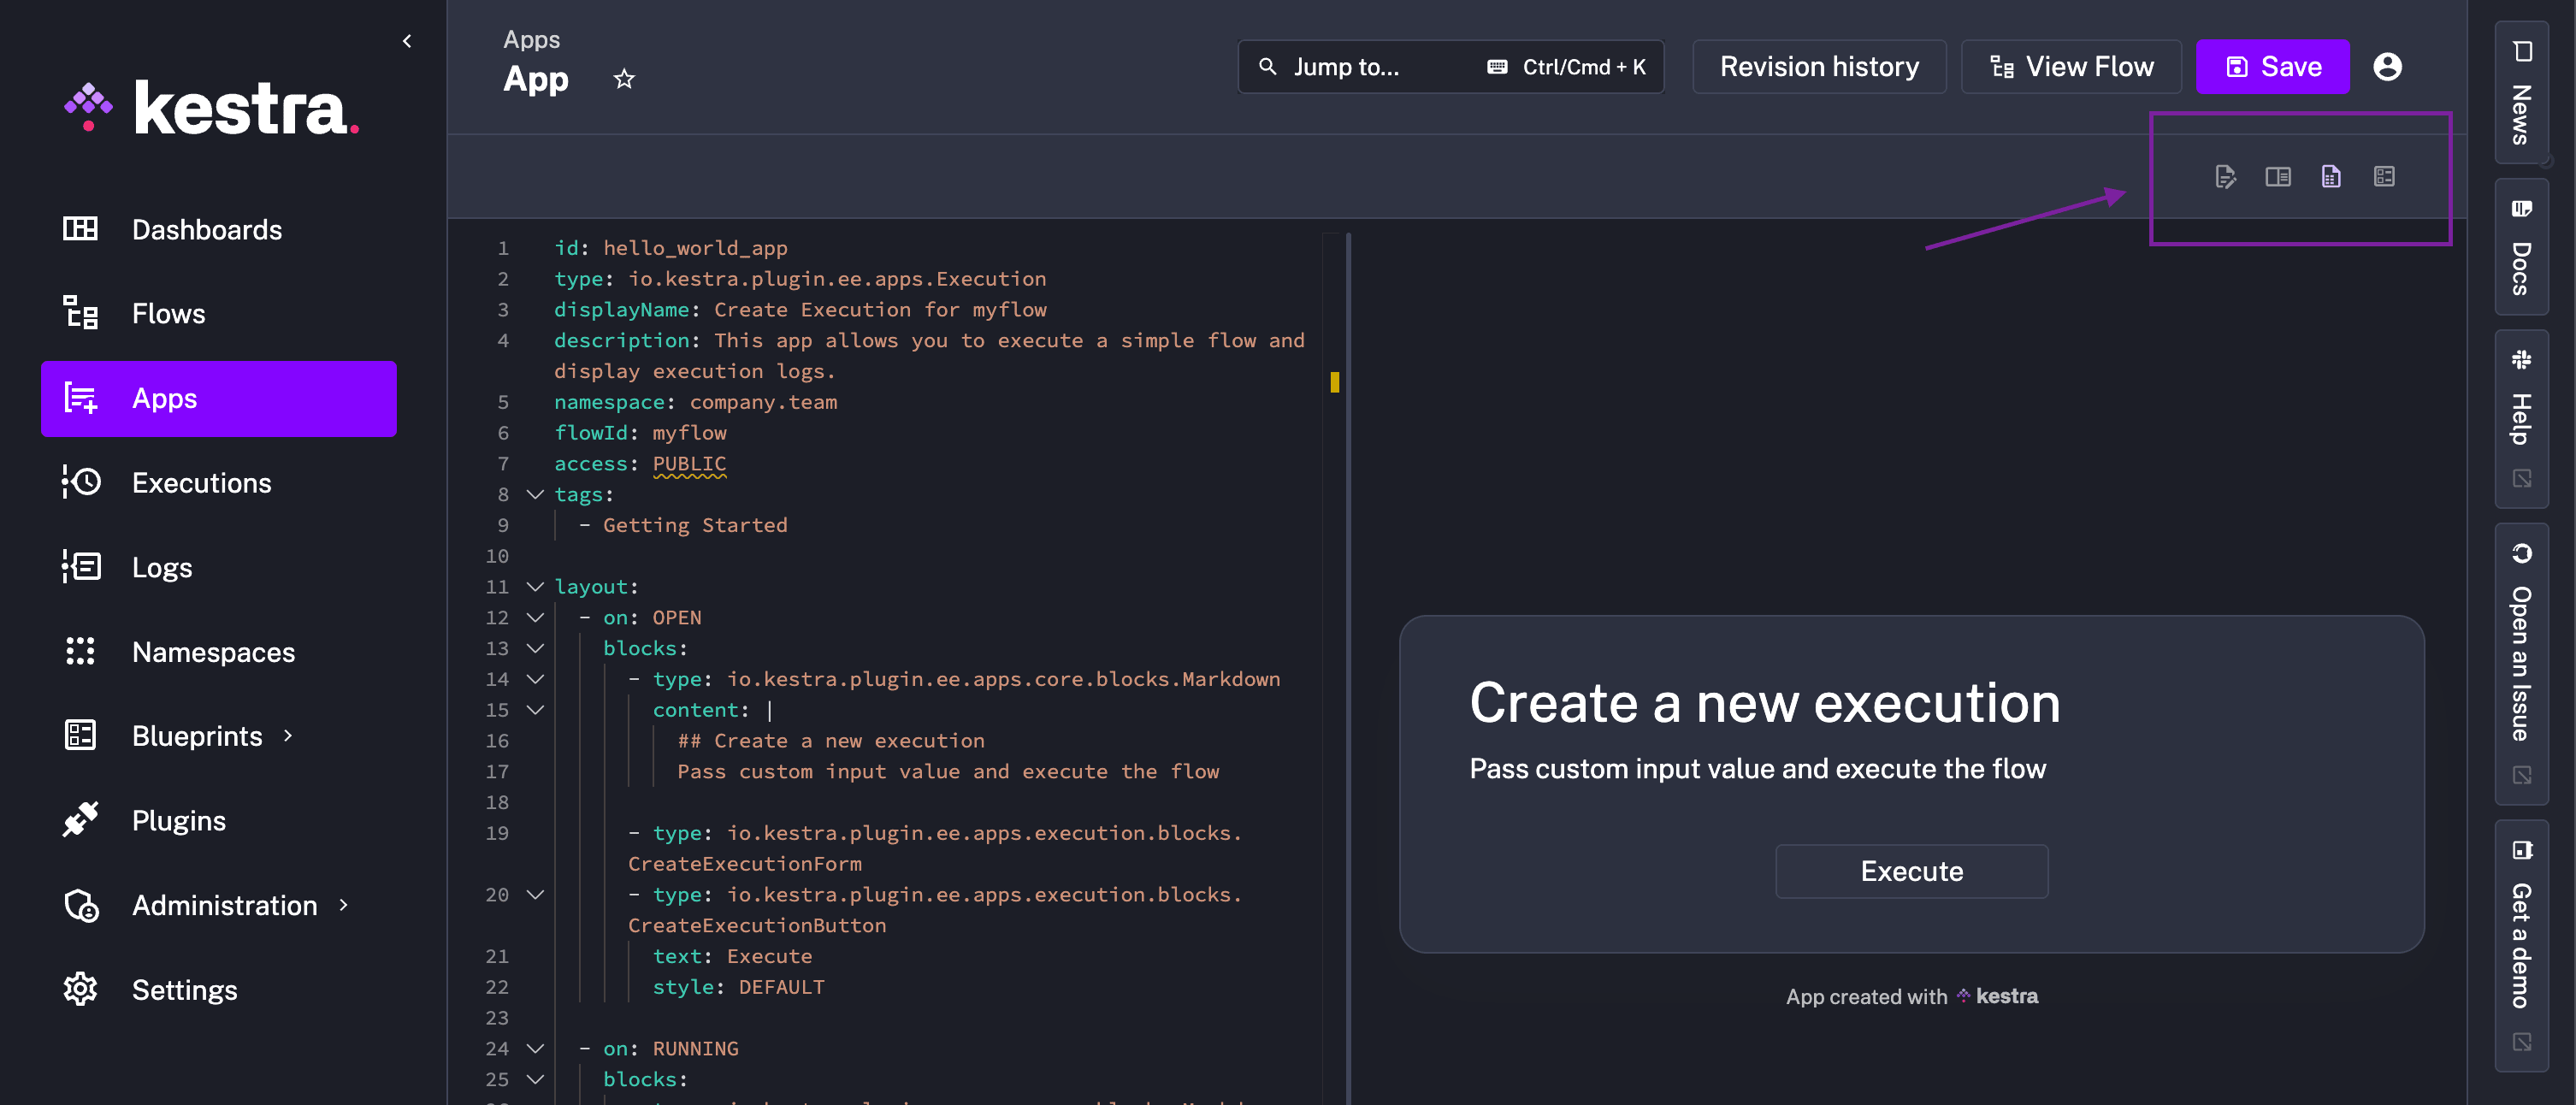 kestra.
Dashboards
Flows
Apps
Executions
Logs
Namespaces
Blueprints
Plugins
Administration
Settings
Apps
App
Jump to...
Ctrl/Cmd + K
Revision history
View Flow
Save
1 id: hello_world_app
2 type: io.kestra.plugin.ee.apps.Execution
3 displayName: Create Execution for myflow
4 description: This app allows you to execute a simple flow and
display execution logs.
5 namespace: company.team
6 flowId: myflow
7 access: PUBLIC
8 tags:
9 - Getting Started
10
11 layout:
12 - on: OPEN
13 blocks:
14 - type: io.kestra.plugin.ee.apps.core.blocks.Markdown
15 content: |
16 ## Create a new execution
17 Pass custom input value and execute the flow
18
19 - type: io.kestra.plugin.ee.apps.execution.blocks.
CreateExecutionForm
20 - type: io.kestra.plugin.ee.apps.execution.blocks.
CreateExecutionButton
21 text: Execute
22 style: DEFAULT
23
24 - on: RUNNING
25 blocks:
Create a new execution
Pass custom input value and execute the flow
Execute
App created with kestra
News
Docs
Help
Open an Issue
Get a demo